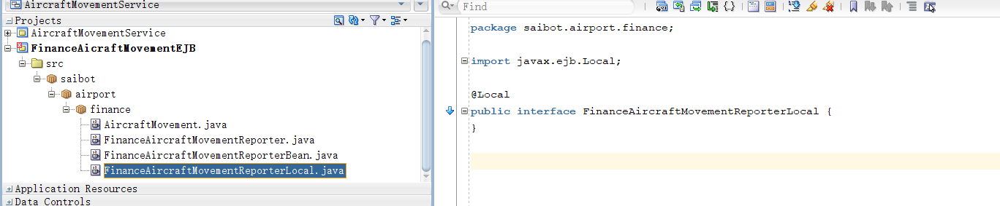 AircraftMovementService
Projects
AircraftMovementService
FinanceAicraftMovementEJB
src
saibot
airport
finance
AircraftMovement.java
FinanceAircraftMovementReporter.java
FinanceAircraftMovementReporterBean.java
FinanceAircraftMovementReporterLocal.java
Application Resources
Data Controls
Find
package saibot.airport.finance;
import javax.ejb.Local;
@Local
public interface FinanceAircraftMovementReporterLocal {
}